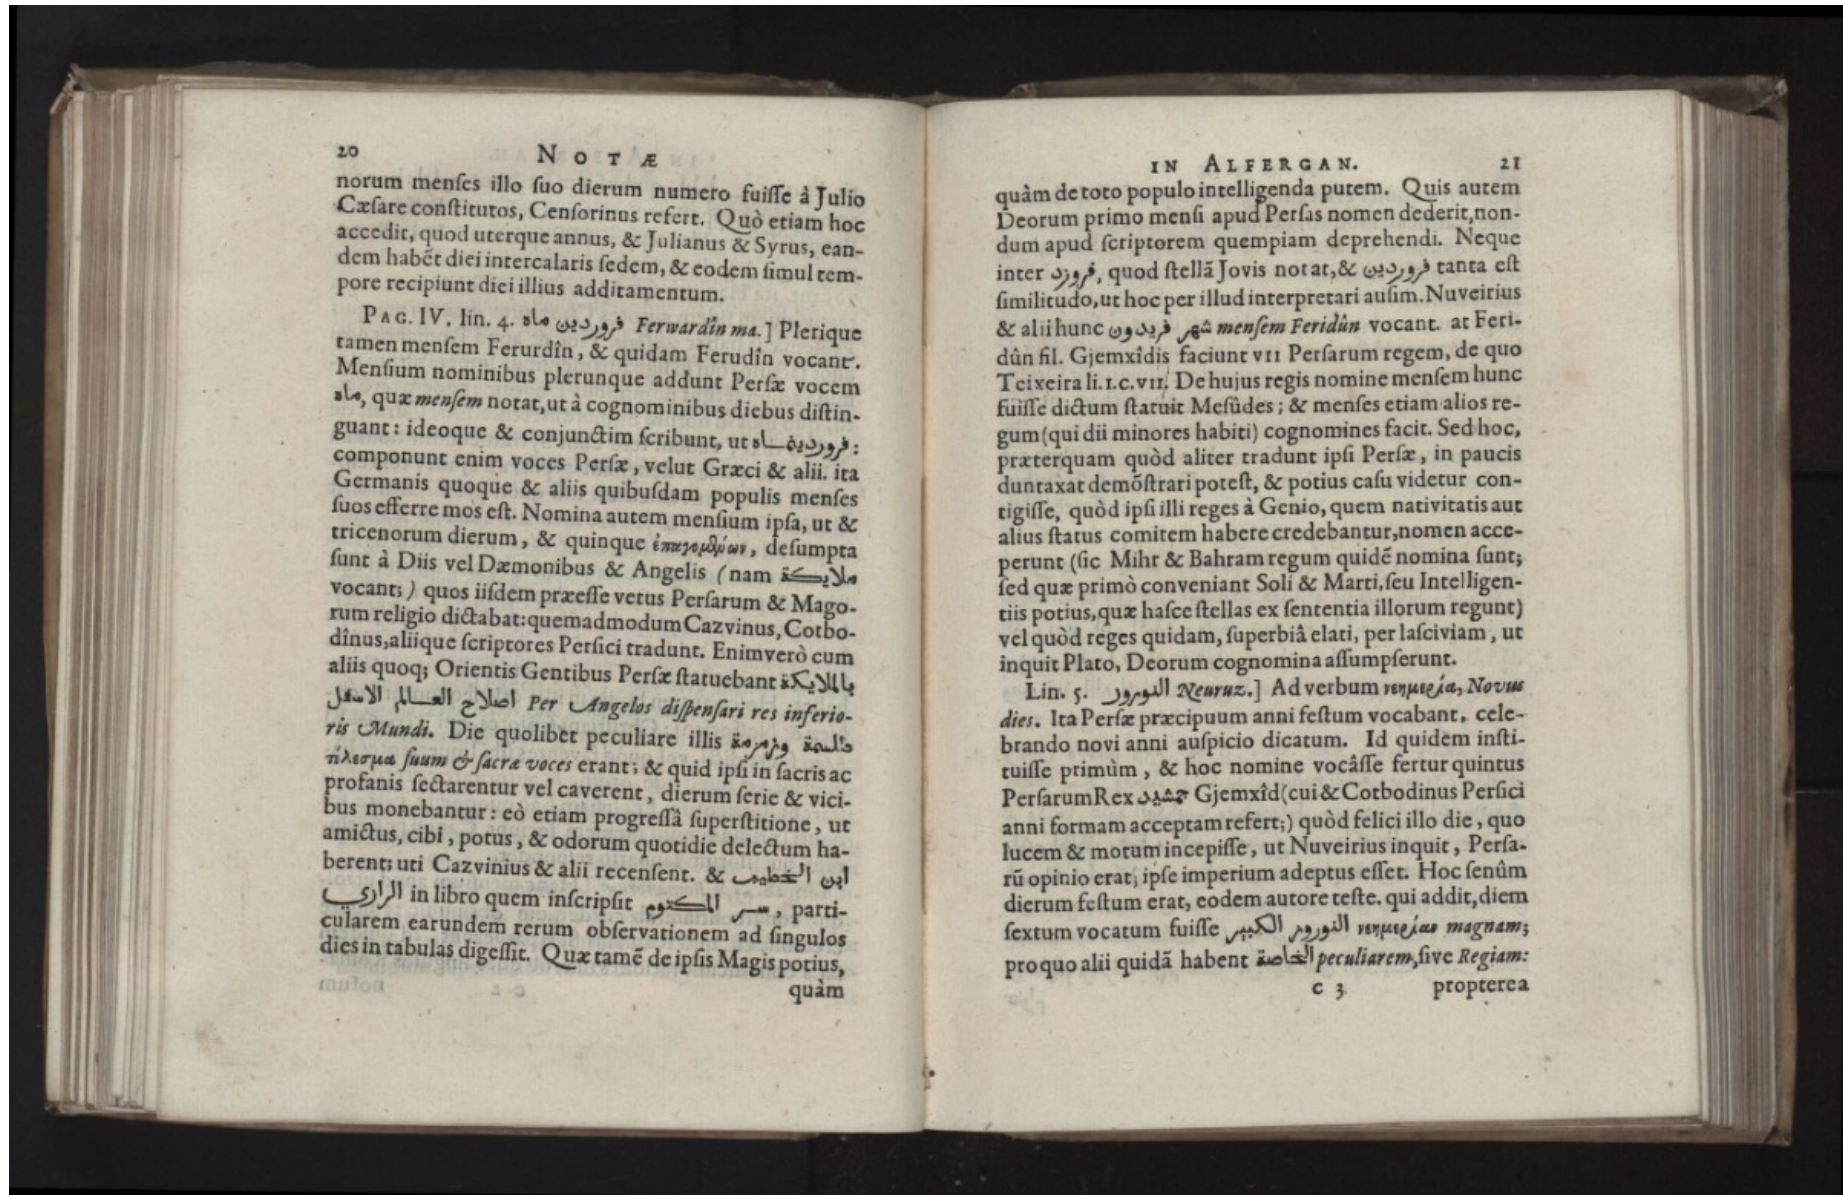 20 NOTÆ
norum menſes illo ſuo dierum numero fuiſſe à Julio
Cæſare conſtitutos, Cenſorinus refert. Quò etiam hoc
accedit, quod uterque annus, & Julianus & Syrus, ean-
dem habẽt diei intercalaris ſedem, & eodem ſimul tem-
pore recipiunt diei illius additamentum.
PAG. IV. lin. 4. فروردين ماه Ferwardîn ma.] Plerique
tamen menſem Ferurdîn, & quidam Ferudîn vocant.
Menſium nominibus plerunque addunt Perſæ vocem
ماه, quæ menſem notat, ut à cognominibus diebus diſtin-
guant: ideoque & conjunctim ſcribunt, ut فرورديناه:
componunt enim voces Perſæ, velut Græci & alii. ita
Germanis quoque & aliis quibuſdam populis menſes
ſuos efferre mos eſt. Nomina autem menſium ipſa, ut &
tricenorum dierum, & quinque ἐπαγομένων, deſumpta
ſunt à Diis vel Dæmonibus & Angelis (nam ملايكة
vocant;) quos iiſdem præeſſe vetus Perſarum & Mago-
rum religio dictabat: quemadmodum Cazvinus, Cotbo-
dînus, aliique ſcriptores Perſici tradunt. Enimverò cum
aliis quoq; Orientis Gentibus Perſæ ſtatuebant بالملايكة
اصلاح العالم الاسفل Per Angelos diſpenſari res inferio-
ris Mundi. Die quolibet peculiare illis طلسمة وزمزمة
τέλεσμα ſuum & ſacræ voces erant; & quid ipſi in ſacris ac
profanis ſectarentur vel caverent, dierum ſerie & vici-
bus monebantur: eò etiam progreſſâ ſuperſtitione, ut
amictus, cibi, potus, & odorum quotidie delectum ha-
berent; uti Cazvinius & alii recenſent. & ابن الخطيب
الرازي in libro quem inſcripſit سر المكتوم, parti-
cularem earundem rerum obſervationem ad ſingulos
dies in tabulas digeſſit. Quæ tamẽ de ipſis Magis potius,
quàm
IN ALFERGAN. 21
quàm de toto populo intelligenda putem. Quis autem
Deorum primo menſi apud Perſas nomen dederit, non-
dum apud ſcriptorem quempiam deprehendi. Neque
inter فروزد, quod ſtellã Jovis notat, & فروردين tanta eſt
ſimilitudo, ut hoc per illud interpretari auſim. Nuveirius
& alii hunc شهر فريدون menſem Feridûn vocant. at Feri-
dûn fil. Gjemxîdis faciunt VII Perſarum regem, de quo
Teixeira li. I. c. VII. De hujus regis nomine menſem hunc
fuiſſe dictum ſtatuit Meſûdes; & menſes etiam alios re-
gum (qui dii minores habiti) cognomines facit. Sed hoc,
præterquam quòd aliter tradunt ipſi Perſæ, in paucis
duntaxat demõſtrari poteſt, & potius caſu videtur con-
tigiſſe, quòd ipſi illi reges à Genio, quem nativitatis aut
alius ſtatus comitem habere credebantur, nomen acce-
perunt (ſic Mihr & Bahram regum quidẽ nomina ſunt;
ſed quæ primò conveniant Soli & Marti, ſeu Intelligen-
tiis potius, quæ haſce ſtellas ex ſententia illorum regunt)
vel quòd reges quidam, ſuperbiâ elati, per laſciviam, ut
inquit Plato, Deorum cognomina aſſumpſerunt.
Lin. 5. النورور Neuruz.] Ad verbum νεημερία, Novus
dies. Ita Perſæ præcipuum anni feſtum vocabant, cele-
brando novi anni auſpicio dicatum. Id quidem inſti-
tuiſſe primùm, & hoc nomine vocâſſe fertur quintus
Perſarum Rex جمشيد Gjemxîd (cui & Cotbodinus Perſici
anni formam acceptam refert;) quòd felici illo die, quo
lucem & motum incepiſſe, ut Nuveirius inquit, Perſa-
rũ opinio erat; ipſe imperium adeptus eſſet. Hoc ſenûm
dierum feſtum erat, eodem autore teſte. qui addit, diem
ſextum vocatum fuiſſe النوروز الكبير νεημερίαν magnam;
pro quo alii quidã habent الخاصة peculiarem, ſive Regiam:
C 3 propterea